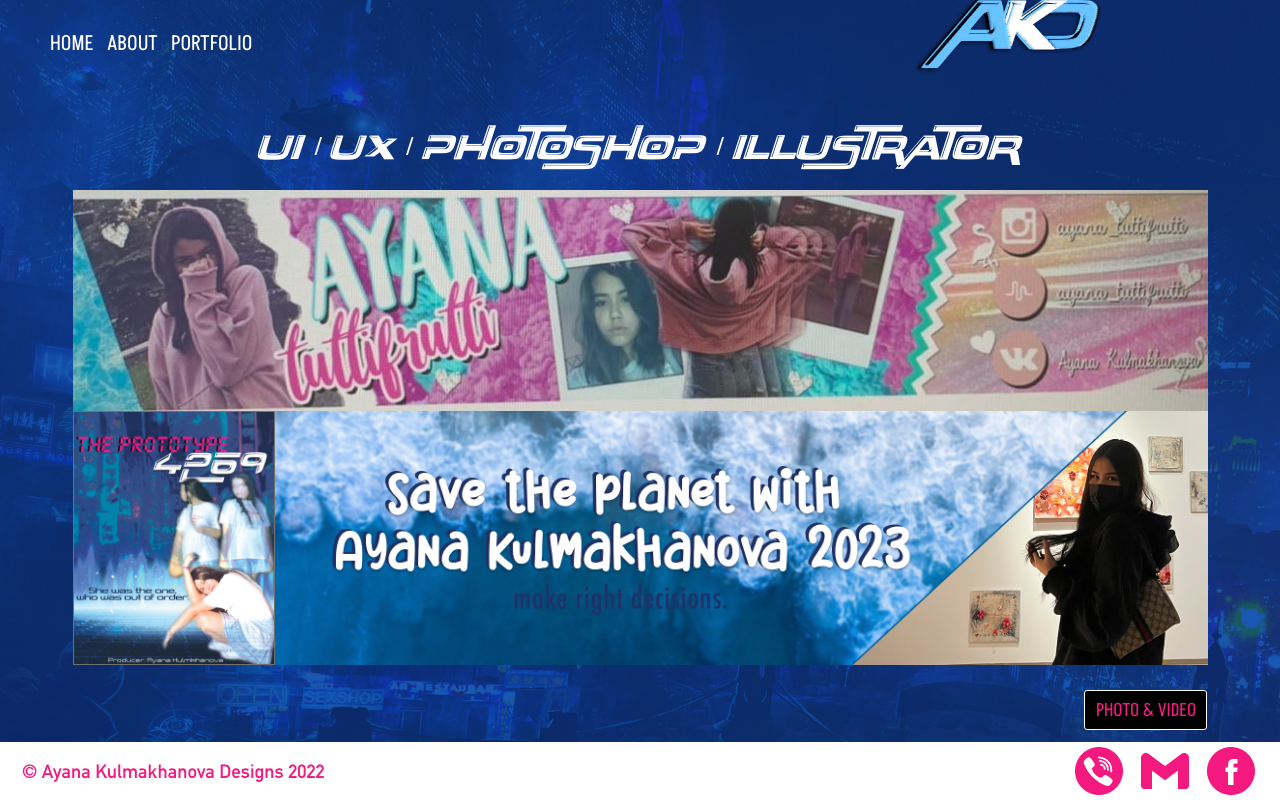 HOME ABOUT PORTFOLIO
AKD
UI / UX / PHOTOSHOP / ILLUSTRATOR
AYANA
tuttifrutti
ayana_tuttifrutti
ayana_tuttifrutti
Ayana Kulmakhanova
THE PROTOTYPE
4269
She was the one,
who was out of order.
Producer Ayana Kulmakhanova
Save the planet with
Ayana Kulmakhanova 2023
make right decisions.
OPEN
SEXSHOP
PHOTO & VIDEO
© Ayana Kulmakhanova Designs 2022